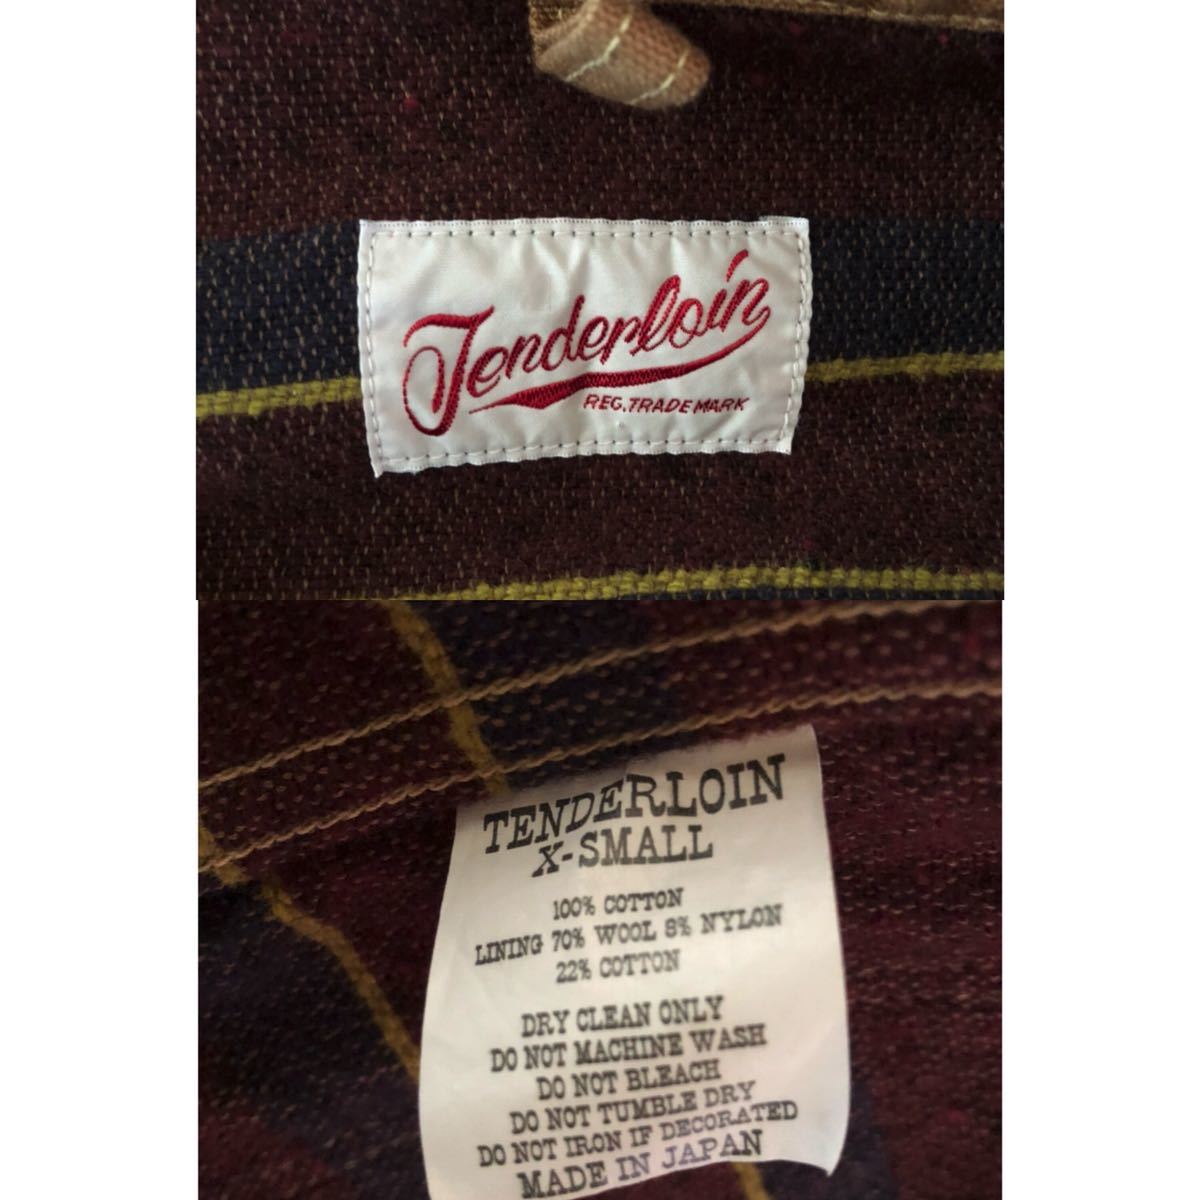 Tenderloin
REG. TRADE MARK
TENDERLOIN
X-SMALL
100% COTTON
LINING 70% WOOL 8% NYLON
22% COTTON
DRY CLEAN ONLY
DO NOT MACHINE WASH
DO NOT BLEACH
DO NOT TUMBLE DRY
DO NOT IRON IF DECORATED
MADE IN JAPAN